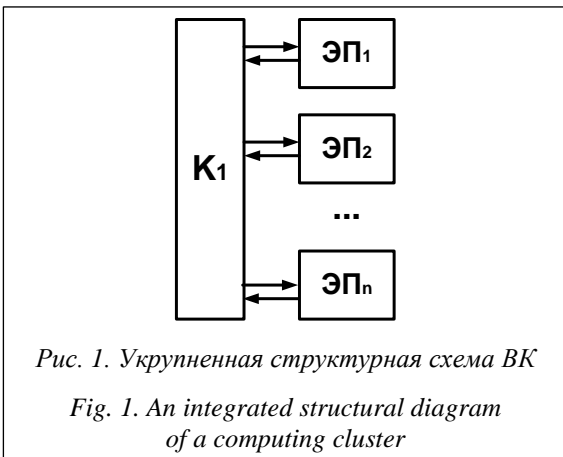 ЭП1
K1
ЭП2
...
ЭПn
Рис. 1. Укрупненная структурная схема ВК
Fig. 1. An integrated structural diagram
of a computing cluster